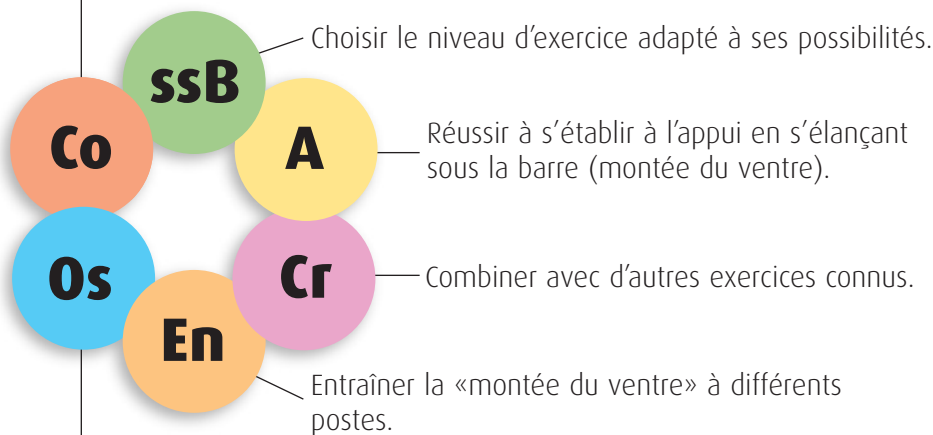 ssB
Choisir le niveau d’exercice adapté à ses possibilités.
Co
A
Réussir à s’établir à l’appui en s’élançant
sous la barre (montée du ventre).
Os
Cr
Combiner avec d’autres exercices connus.
En
Entraîner la «montée du ventre» à différents
postes.